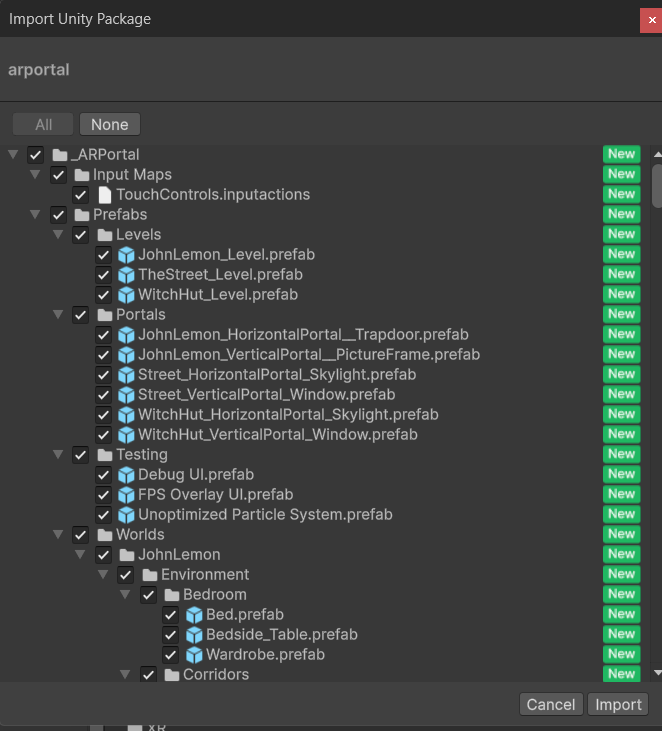 Import Unity Package
arportal
All None
_ARPortal New
Input Maps New
TouchControls.inputactions New
Prefabs New
Levels New
JohnLemon_Level.prefab New
TheStreet_Level.prefab New
WitchHut_Level.prefab New
Portals New
JohnLemon_HorizontalPortal__Trapdoor.prefab New
JohnLemon_VerticalPortal__PictureFrame.prefab New
Street_HorizontalPortal_Skylight.prefab New
Street_VerticalPortal_Window.prefab New
WitchHut_HorizontalPortal_Skylight.prefab New
WitchHut_VerticalPortal_Window.prefab New
Testing New
Debug UI.prefab New
FPS Overlay UI.prefab New
Unoptimized Particle System.prefab New
Worlds New
JohnLemon New
Environment New
Bedroom New
Bed.prefab New
Bedside_Table.prefab New
Wardrobe.prefab New
Corridors New
Cancel Import
XR